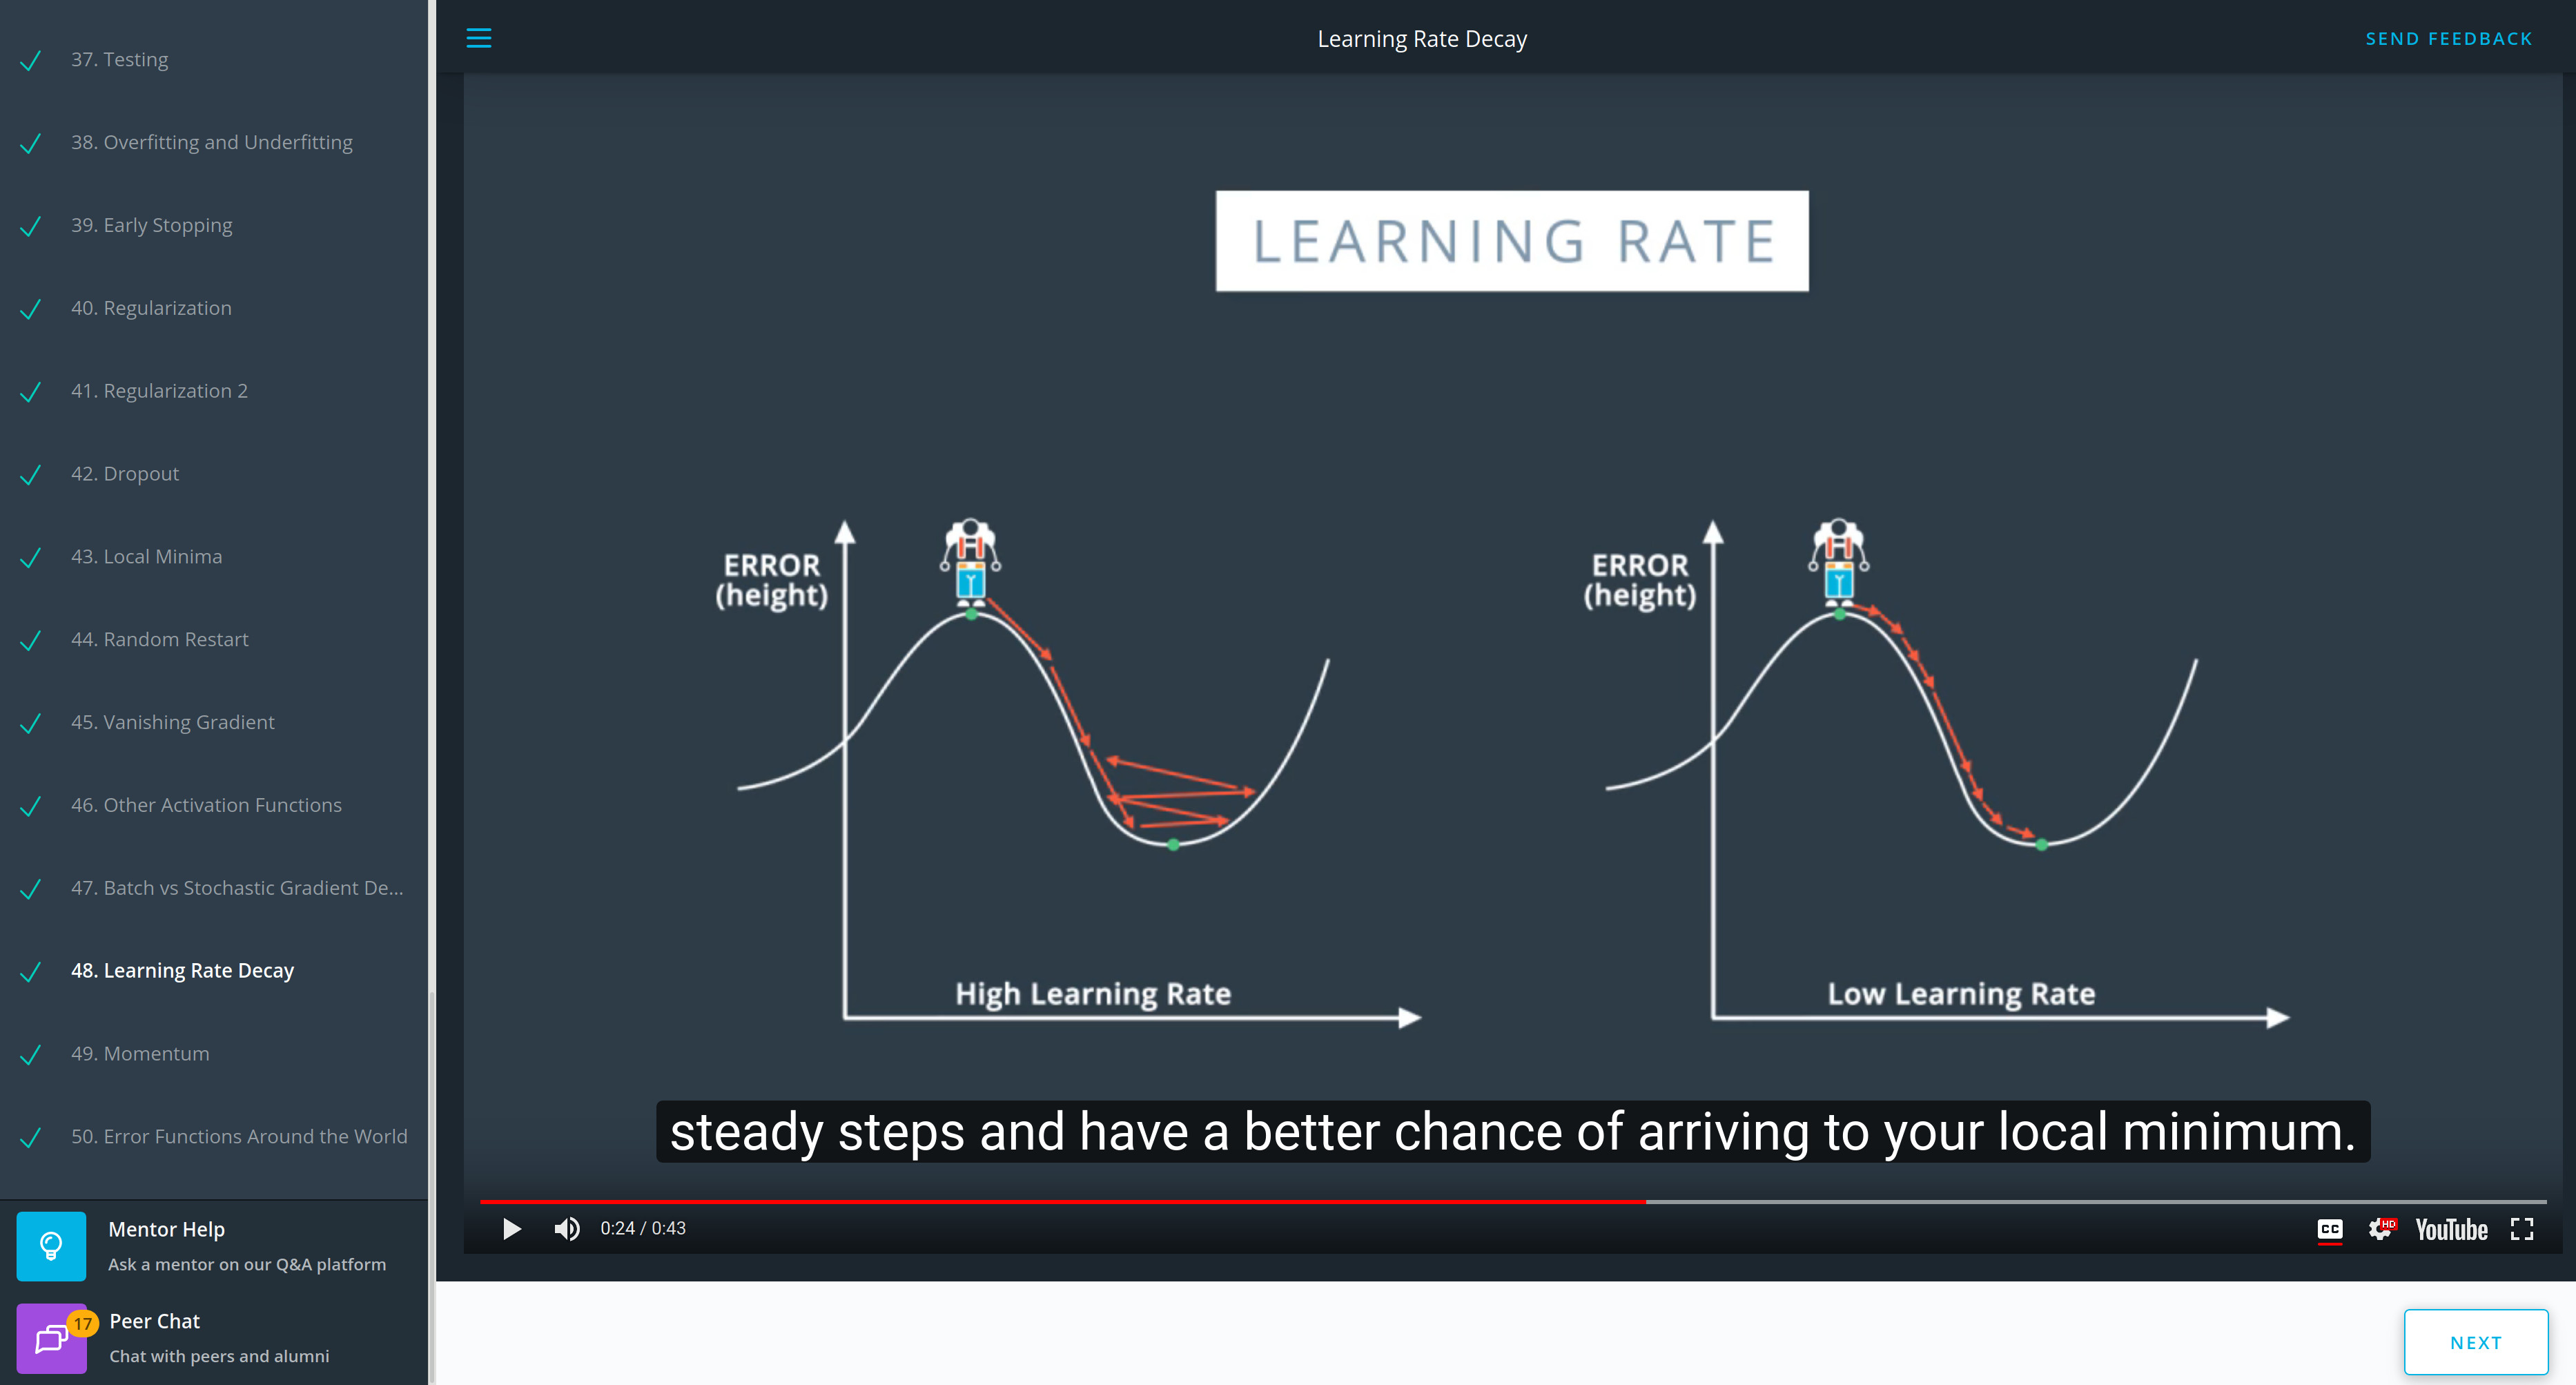 37. Testing
38. Overfitting and Underfitting
39. Early Stopping
40. Regularization
41. Regularization 2
42. Dropout
43. Local Minima
44. Random Restart
45. Vanishing Gradient
46. Other Activation Functions
47. Batch vs Stochastic Gradient De...
48. Learning Rate Decay
49. Momentum
50. Error Functions Around the World
Mentor Help
Ask a mentor on our Q&A platform
17
Peer Chat
Chat with peers and alumni
Learning Rate Decay
SEND FEEDBACK
LEARNING RATE
ERROR
(height)
High Learning Rate
ERROR
(height)
Low Learning Rate
steady steps and have a better chance of arriving to your local minimum.
0:24 / 0:43
CC
HD
YouTube
NEXT